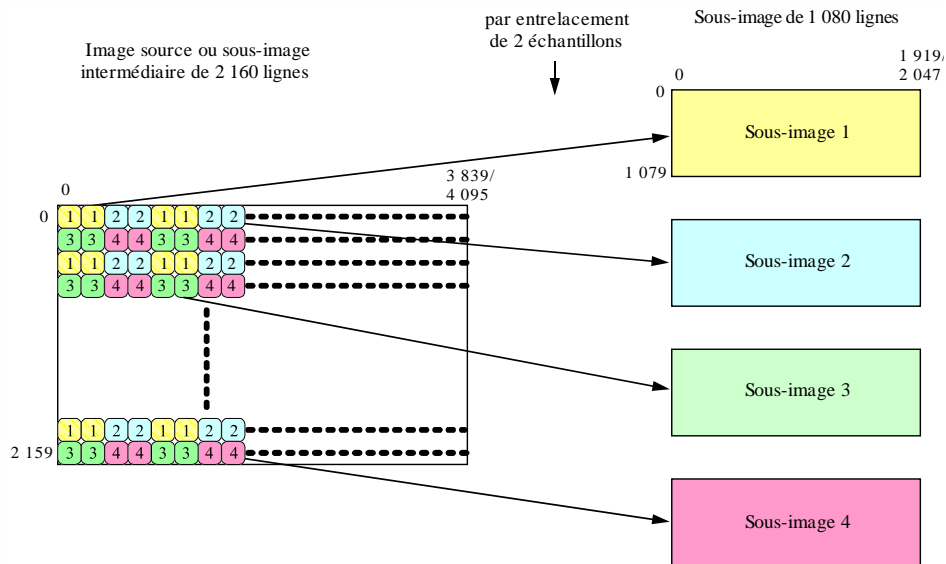 par entrelacement
de 2 échantillons
Sous-image de 1 080 lignes
Image source ou sous-image
intermédiaire de 2 160 lignes
0
1 919/
2 047
0
Sous-image 1
1 079
0
3 839/
4 095
0
1 1 2 2 1 1 2 2
3 3 4 4 3 3 4 4
1 1 2 2 1 1 2 2
3 3 4 4 3 3 4 4
Sous-image 2
Sous-image 3
1 1 2 2 1 1 2 2
2 159
3 3 4 4 3 3 4 4
Sous-image 4